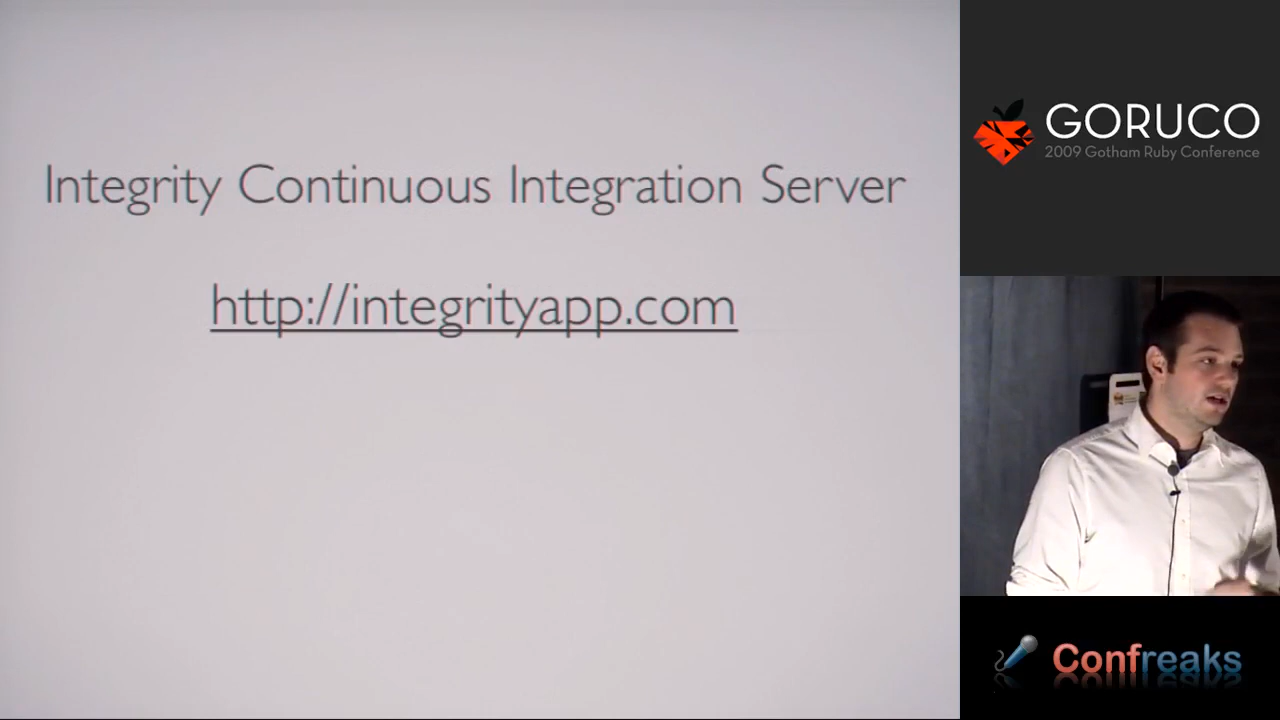 Integrity Continuous Integration Server
http://integrityapp.com
GORUCO
2009 Gotham Ruby Conference
Confreaks